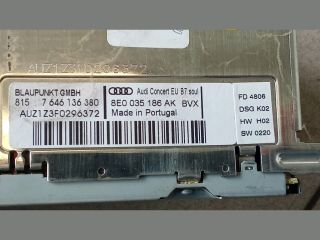 AUZ1Z3F0296372
BLAUPUNKT GMBH
815 7 646 136 380
AUZ1Z3F0296372
Audi Concert EU B7 soul
8E0 035 186 AK BVX
Made in Portugal
FD 4806
DSG K02
HW H02
SW 0220